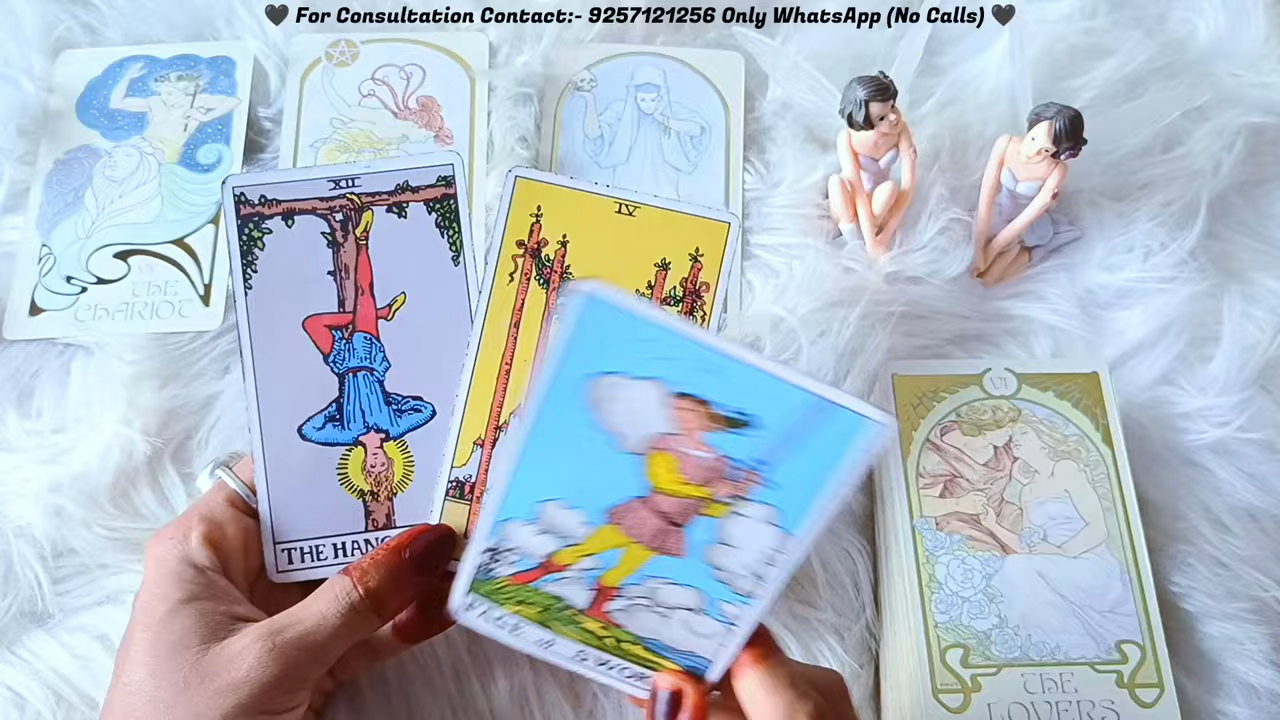 🖤 For Consultation Contact:- 9257121256 Only WhatsApp (No Calls) 🖤
THE
CHARIOT
XII
THE HANG
IV
VI
THE
LOVERS